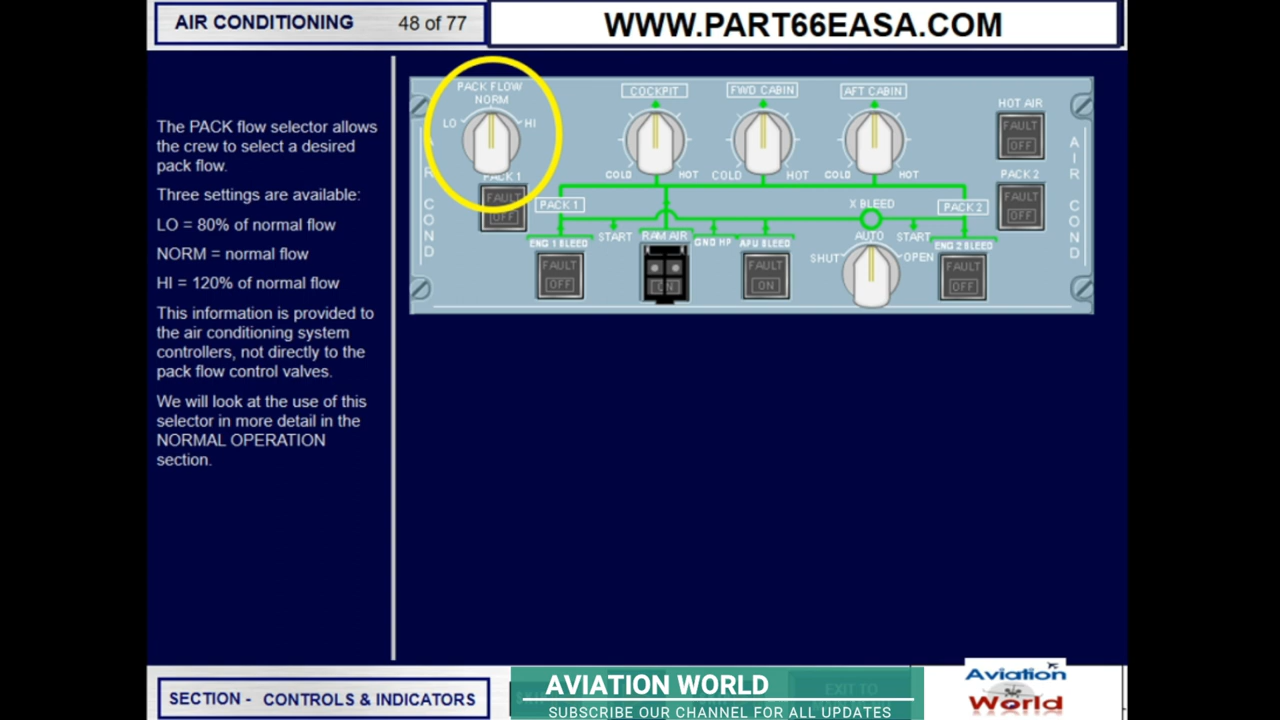 AIR CONDITIONING
48 of 77
WWW.PART66EASA.COM
The PACK flow selector allows
the crew to select a desired
pack flow.
Three settings are available:
LO = 80% of normal flow
NORM = normal flow
HI = 120% of normal flow
This information is provided to
the air conditioning system
controllers, not directly to the
pack flow control valves.
We will look at the use of this
selector in more detail in the
NORMAL OPERATION
section.
PACK FLOW
NORM
LO
HI
COCKPIT
FWD CABIN
AFT CABIN
HOT AIR
FAULT
OFF
COLD
HOT
COLD
HOT
COLD
HOT
AIR COND
PACK 1
FAULT
OFF
PACK 1
PACK 2
FAULT
OFF
PACK 2
AIR COND
X BLEED
AUTO
SHUT
OPEN
START
START
ENG 1 BLEED
RAM AIR
GND HP
APU BLEED
ENG 2 BLEED
FAULT
OFF
ON
FAULT
ON
FAULT
OFF
SECTION - CONTROLS & INDICATORS
AVIATION WORLD
SUBSCRIBE OUR CHANNEL FOR ALL UPDATES
EXIT TO
Aviation
World